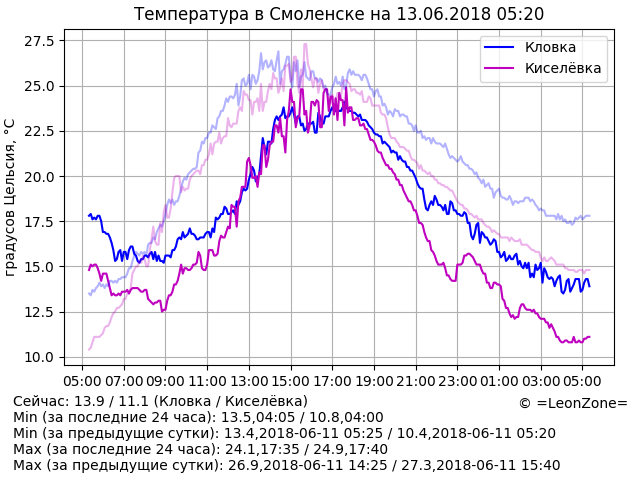 Температура в Смоленске на 13.06.2018 05:20
градусов Цельсия, °C
27.5
25.0
22.5
20.0
17.5
15.0
12.5
10.0
Кловка
Киселёвка
05:00 07:00 09:00 11:00 13:00 15:00 17:00 19:00 21:00 23:00 01:00 03:00 05:00
Сейчас: 13.9 / 11.1 (Кловка / Киселёвка)
© =LeonZone=
Min (за последние 24 часа): 13.5,04:05 / 10.8,04:00
Min (за предыдущие сутки): 13.4,2018-06-11 05:25 / 10.4,2018-06-11 05:20
Max (за последние 24 часа): 24.1,17:35 / 24.9,17:40
Max (за предыдущие сутки): 26.9,2018-06-11 14:25 / 27.3,2018-06-11 15:40